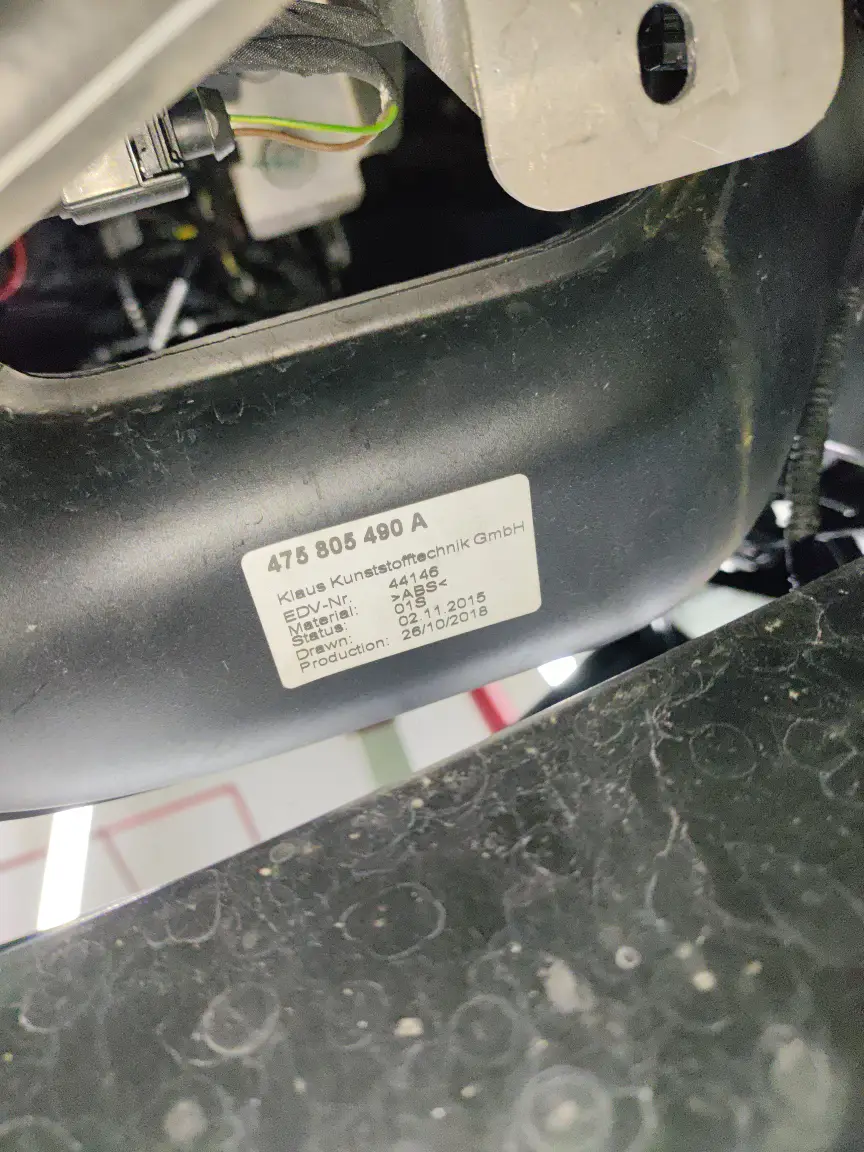 475 805 490 A
Klaus Kunststofftechnik GmbH
EDV-Nr. 44146
Material: >ABS<
Status: 01S
Drawn: 02.11.2015
Production: 26/10/2018